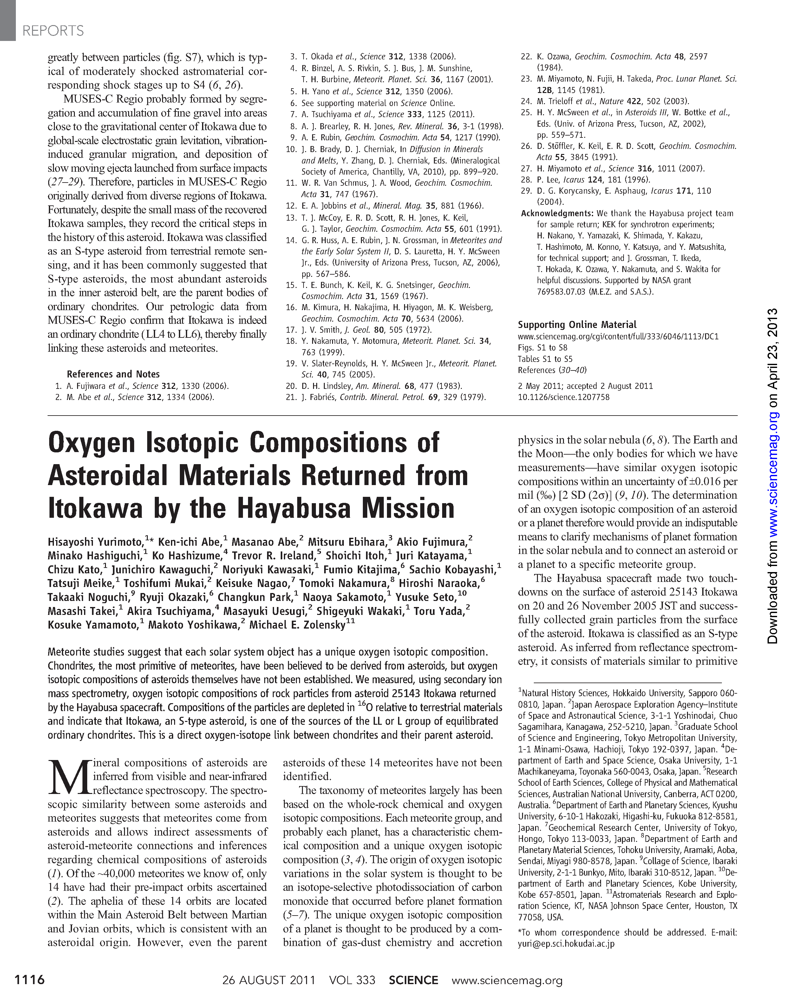 REPORTS
greatly between particles (fig. S7), which is typ-
ical of moderately shocked astromaterial cor-
responding shock stages up to S4 (6, 26).
MUSES-C Regio probably formed by segre-
gation and accumulation of fine gravel into areas
close to the gravitational center of Itokawa due to
global-scale electrostatic grain levitation, vibration-
induced granular migration, and deposition of
slow moving ejecta launched from surface impacts
(27–29). Therefore, particles in MUSES-C Regio
originally derived from diverse regions of Itokawa.
Fortunately, despite the small mass of the recovered
Itokawa samples, they record the critical steps in
the history of this asteroid. Itokawa was classified
as an S-type asteroid from terrestrial remote sen-
sing, and it has been commonly suggested that
S-type asteroids, the most abundant asteroids
in the inner asteroid belt, are the parent bodies of
ordinary chondrites. Our petrologic data from
MUSES-C Regio confirm that Itokawa is indeed
an ordinary chondrite (LL4 to LL6), thereby finally
linking these asteroids and meteorites.
References and Notes
1. A. Fujiwara et al., Science 312, 1330 (2006).
2. M. Abe et al., Science 312, 1334 (2006).
3. T. Okada et al., Science 312, 1338 (2006).
4. R. Binzel, A. S. Rivkin, S. J. Bus, J. M. Sunshine,
T. H. Burbine, Meteorit. Planet. Sci. 36, 1167 (2001).
5. H. Yano et al., Science 312, 1350 (2006).
6. See supporting material on Science Online.
7. A. Tsuchiyama et al., Science 333, 1125 (2011).
8. A. J. Brearley, R. H. Jones, Rev. Mineral. 36, 3-1 (1998).
9. A. E. Rubin, Geochim. Cosmochim. Acta 54, 1217 (1990).
10. J. B. Brady, D. J. Cherniak, In Diffusion in Minerals
and Melts, Y. Zhang, D. J. Cherniak, Eds. (Mineralogical
Society of America, Chantilly, VA, 2010), pp. 899–920.
11. W. R. Van Schmus, J. A. Wood, Geochim. Cosmochim.
Acta 31, 747 (1967).
12. E. A. Jobbins et al., Mineral. Mag. 35, 881 (1966).
13. T. J. McCoy, E. R. D. Scott, R. H. Jones, K. Keil,
G. J. Taylor, Geochim. Cosmochim. Acta 55, 601 (1991).
14. G. R. Huss, A. E. Rubin, J. N. Grossman, in Meteorites and
the Early Solar System II, D. S. Lauretta, H. Y. McSween
Jr., Eds. (University of Arizona Press, Tucson, AZ, 2006),
pp. 567–586.
15. T. E. Bunch, K. Keil, K. G. Snetsinger, Geochim.
Cosmochim. Acta 31, 1569 (1967).
16. M. Kimura, H. Nakajima, H. Hiyagon, M. K. Weisberg,
Geochim. Cosmochim. Acta 70, 5634 (2006).
17. J. V. Smith, J. Geol. 80, 505 (1972).
18. Y. Nakamuta, Y. Motomura, Meteorit. Planet. Sci. 34,
763 (1999).
19. V. Slater-Reynolds, H. Y. McSween Jr., Meteorit. Planet.
Sci. 40, 745 (2005).
20. D. H. Lindsley, Am. Mineral. 68, 477 (1983).
21. J. Fabriés, Contrib. Mineral. Petrol. 69, 329 (1979).
22. K. Ozawa, Geochim. Cosmochim. Acta 48, 2597
(1984).
23. M. Miyamoto, N. Fujii, H. Takeda, Proc. Lunar Planet. Sci.
12B, 1145 (1981).
24. M. Trieloff et al., Nature 422, 502 (2003).
25. H. Y. McSween et al., in Asteroids III, W. Bottke et al.,
Eds. (Univ. of Arizona Press, Tucson, AZ, 2002),
pp. 559–571.
26. D. Stöffler, K. Keil, E. R. D. Scott, Geochim. Cosmochim.
Acta 55, 3845 (1991).
27. H. Miyamoto et al., Science 316, 1011 (2007).
28. P. Lee, Icarus 124, 181 (1996).
29. D. G. Korycansky, E. Asphaug, Icarus 171, 110
(2004).
Acknowledgments: We thank the Hayabusa project team
for sample return; KEK for synchrotron experiments;
H. Nakano, Y. Yamazaki, K. Shimada, Y. Kakazu,
T. Hashimoto, M. Konno, Y. Katsuya, and Y. Matsushita,
for technical support; and J. Grossman, T. Ikeda,
T. Hokada, K. Ozawa, Y. Nakamuta, and S. Wakita for
helpful discussions. Supported by NASA grant
769583.07.03 (M.E.Z. and S.A.S.).
Supporting Online Material
www.sciencemag.org/cgi/content/full/333/6046/1113/DC1
Figs. S1 to S8
Tables S1 to S5
References (30–40)
2 May 2011; accepted 2 August 2011
10.1126/science.1207758
Oxygen Isotopic Compositions of
Asteroidal Materials Returned from
Itokawa by the Hayabusa Mission
Hisayoshi Yurimoto,1* Ken-ichi Abe,1 Masanao Abe,2 Mitsuru Ebihara,3 Akio Fujimura,2
Minako Hashiguchi,1 Ko Hashizume,4 Trevor R. Ireland,5 Shoichi Itoh,1 Juri Katayama,1
Chizu Kato,1 Junichiro Kawaguchi,2 Noriyuki Kawasaki,1 Fumio Kitajima,6 Sachio Kobayashi,1
Tatsuji Meike,1 Toshifumi Mukai,2 Keisuke Nagao,7 Tomoki Nakamura,8 Hiroshi Naraoka,6
Takaaki Noguchi,9 Ryuji Okazaki,6 Changkun Park,1 Naoya Sakamoto,1 Yusuke Seto,10
Masashi Takei,1 Akira Tsuchiyama,4 Masayuki Uesugi,2 Shigeyuki Wakaki,1 Toru Yada,2
Kosuke Yamamoto,1 Makoto Yoshikawa,2 Michael E. Zolensky11
Meteorite studies suggest that each solar system object has a unique oxygen isotopic composition.
Chondrites, the most primitive of meteorites, have been believed to be derived from asteroids, but oxygen
isotopic compositions of asteroids themselves have not been established. We measured, using secondary ion
mass spectrometry, oxygen isotopic compositions of rock particles from asteroid 25143 Itokawa returned
by the Hayabusa spacecraft. Compositions of the particles are depleted in 16O relative to terrestrial materials
and indicate that Itokawa, an S-type asteroid, is one of the sources of the LL or L group of equilibrated
ordinary chondrites. This is a direct oxygen-isotope link between chondrites and their parent asteroid.
Mineral compositions of asteroids are
inferred from visible and near-infrared
reflectance spectroscopy. The spectro-
scopic similarity between some asteroids and
meteorites suggests that meteorites come from
asteroids and allows indirect assessments of
asteroid-meteorite connections and inferences
regarding chemical compositions of asteroids
(1). Of the ~40,000 meteorites we know of, only
14 have had their pre-impact orbits ascertained
(2). The aphelia of these 14 orbits are located
within the Main Asteroid Belt between Martian
and Jovian orbits, which is consistent with an
asteroidal origin. However, even the parent
asteroids of these 14 meteorites have not been
identified.
The taxonomy of meteorites largely has been
based on the whole-rock chemical and oxygen
isotopic compositions. Each meteorite group, and
probably each planet, has a characteristic chem-
ical composition and a unique oxygen isotopic
composition (3, 4). The origin of oxygen isotopic
variations in the solar system is thought to be
an isotope-selective photodissociation of carbon
monoxide that occurred before planet formation
(5–7). The unique oxygen isotopic composition
of a planet is thought to be produced by a com-
bination of gas-dust chemistry and accretion
physics in the solar nebula (6, 8). The Earth and
the Moon—the only bodies for which we have
measurements—have similar oxygen isotopic
compositions within an uncertainty of ±0.016 per
mil (‰) [2 SD (2σ)] (9, 10). The determination
of an oxygen isotopic composition of an asteroid
or a planet therefore would provide an indisputable
means to clarify mechanisms of planet formation
in the solar nebula and to connect an asteroid or
a planet to a specific meteorite group.
The Hayabusa spacecraft made two touch-
downs on the surface of asteroid 25143 Itokawa
on 20 and 26 November 2005 JST and success-
fully collected grain particles from the surface
of the asteroid. Itokawa is classified as an S-type
asteroid. As inferred from reflectance spectrom-
etry, it consists of materials similar to primitive
1Natural History Sciences, Hokkaido University, Sapporo 060-
0810, Japan. 2Japan Aerospace Exploration Agency–Institute
of Space and Astronautical Science, 3-1-1 Yoshinodai, Chuo
Sagamihara, Kanagawa, 252-5210, Japan. 3Graduate School
of Science and Engineering, Tokyo Metropolitan University,
1-1 Minami-Osawa, Hachioji, Tokyo 192-0397, Japan. 4De-
partment of Earth and Space Science, Osaka University, 1-1
Machikaneyama, Toyonaka 560-0043, Osaka, Japan. 5Research
School of Earth Sciences, College of Physical and Mathematical
Sciences, Australian National University, Canberra, ACT 0200,
Australia. 6Department of Earth and Planetary Sciences, Kyushu
University, 6-10-1 Hakozaki, Higashi-ku, Fukuoka 812-8581,
Japan. 7Geochemical Research Center, University of Tokyo,
Hongo, Tokyo 113-0033, Japan. 8Department of Earth and
Planetary Material Sciences, Tohoku University, Aramaki, Aoba,
Sendai, Miyagi 980-8578, Japan. 9Collage of Science, Ibaraki
University, 2-1-1 Bunkyo, Mito, Ibaraki 310-8512, Japan. 10De-
partment of Earth and Planetary Sciences, Kobe University,
Kobe 657-8501, Japan. 11Astromaterials Research and Explo-
ration Science, KT, NASA Johnson Space Center, Houston, TX
77058, USA.
*To whom correspondence should be addressed. E-mail:
yuri@ep.sci.hokudai.ac.jp
1116 26 AUGUST 2011 VOL 333 SCIENCE www.sciencemag.org
Downloaded from www.sciencemag.org on April 23, 2013